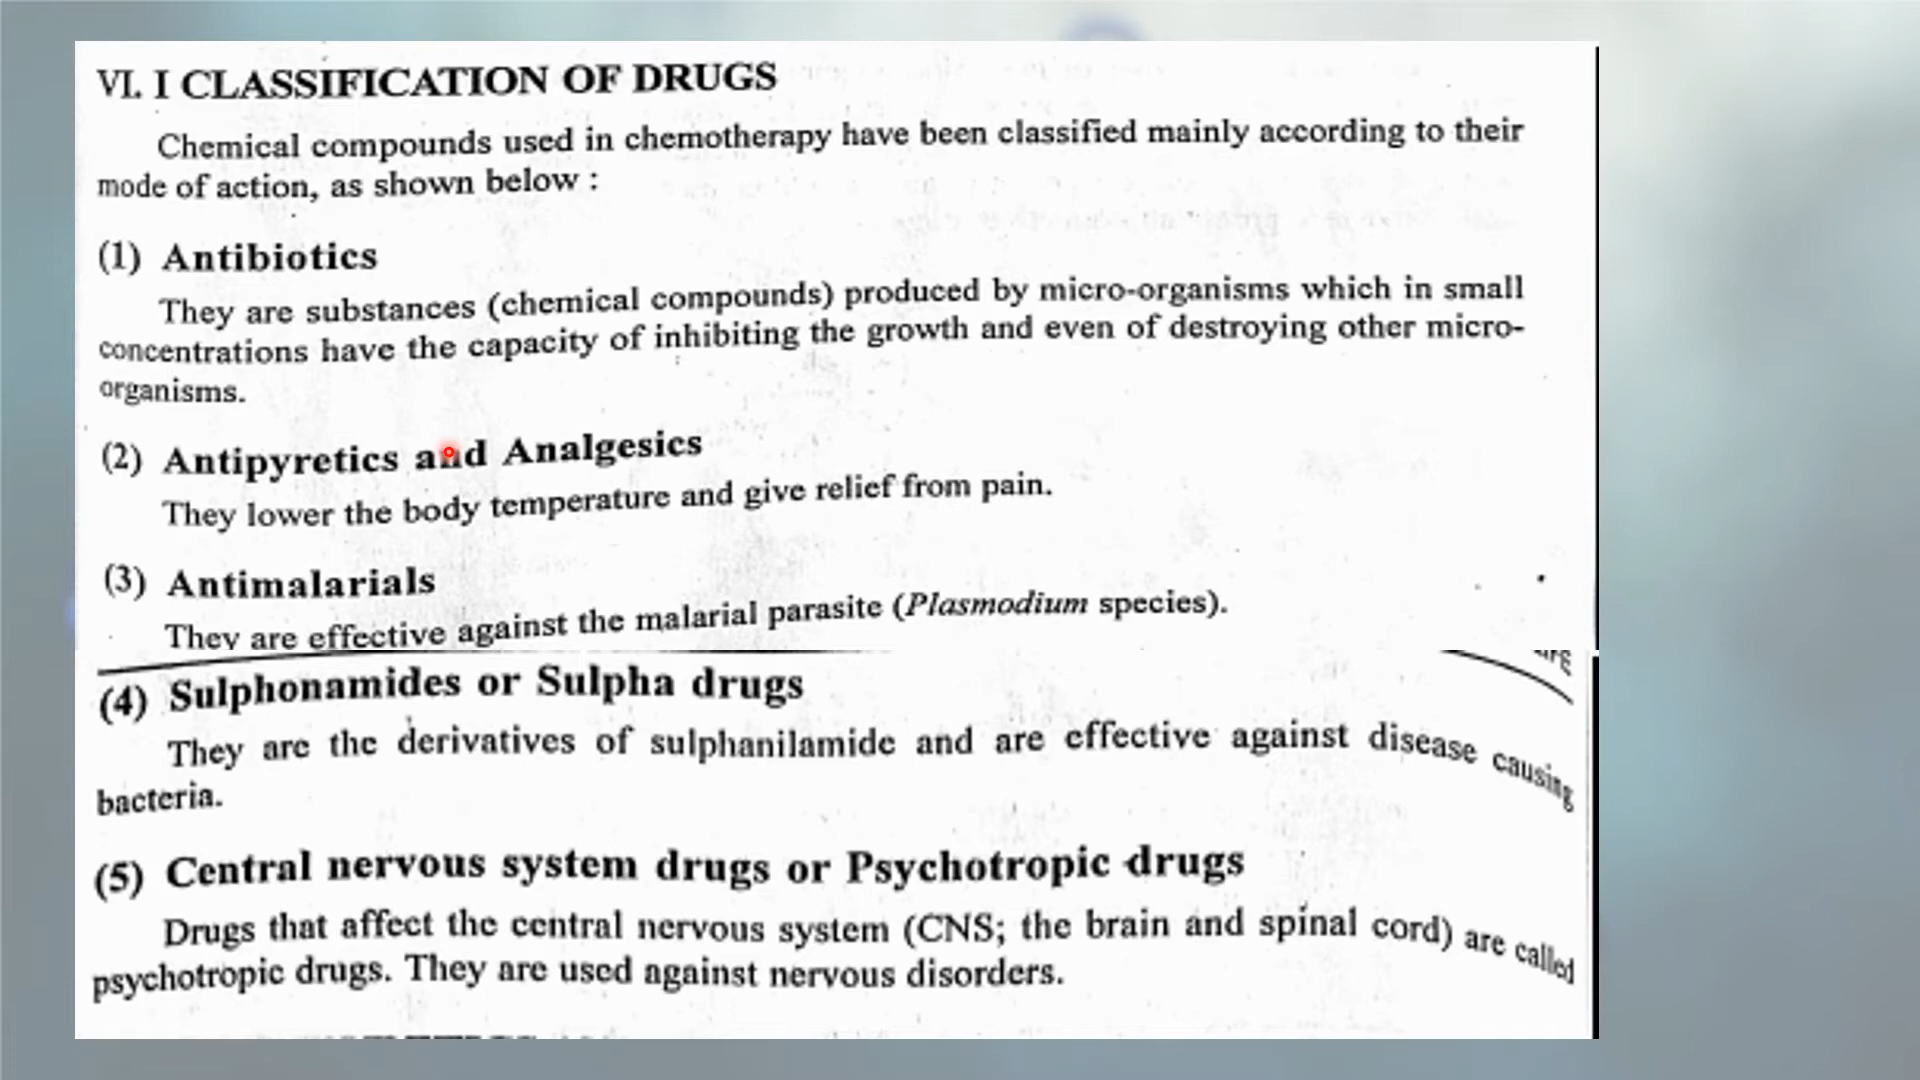 VI. I CLASSIFICATION OF DRUGS
Chemical compounds used in chemotherapy have been classified mainly according to their
mode of action, as shown below :
(1) Antibiotics
They are substances (chemical compounds) produced by micro-organisms which in small
concentrations have the capacity of inhibiting the growth and even of destroying other micro-
organisms.
(2) Antipyretics and Analgesics
They lower the body temperature and give relief from pain.
(3) Antimalarials
They are effective against the malarial parasite (Plasmodium species).
(4) Sulphonamides or Sulpha drugs
They are the derivatives of sulphanilamide and are effective against disease causing
bacteria.
(5) Central nervous system drugs or Psychotropic drugs
Drugs that affect the central nervous system (CNS; the brain and spinal cord) are called
psychotropic drugs. They are used against nervous disorders.